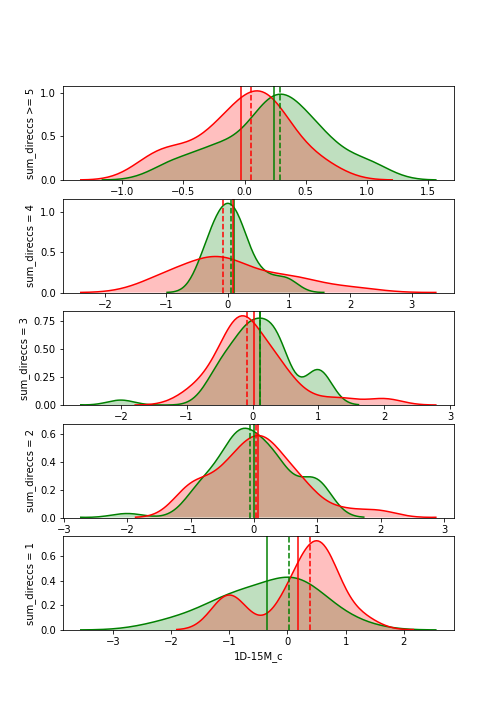 sum_direccs >= 5
1.0
0.5
0.0
−1.0 −0.5 0.0 0.5 1.0 1.5
sum_direccs = 4
1.0
0.5
0.0
−2 −1 0 1 2 3
sum_direccs = 3
0.75
0.50
0.25
0.00
−2 −1 0 1 2 3
sum_direccs = 2
0.6
0.4
0.2
0.0
−3 −2 −1 0 1 2 3
sum_direccs = 1
0.6
0.4
0.2
0.0
−3 −2 −1 0 1 2
1D-15M_c